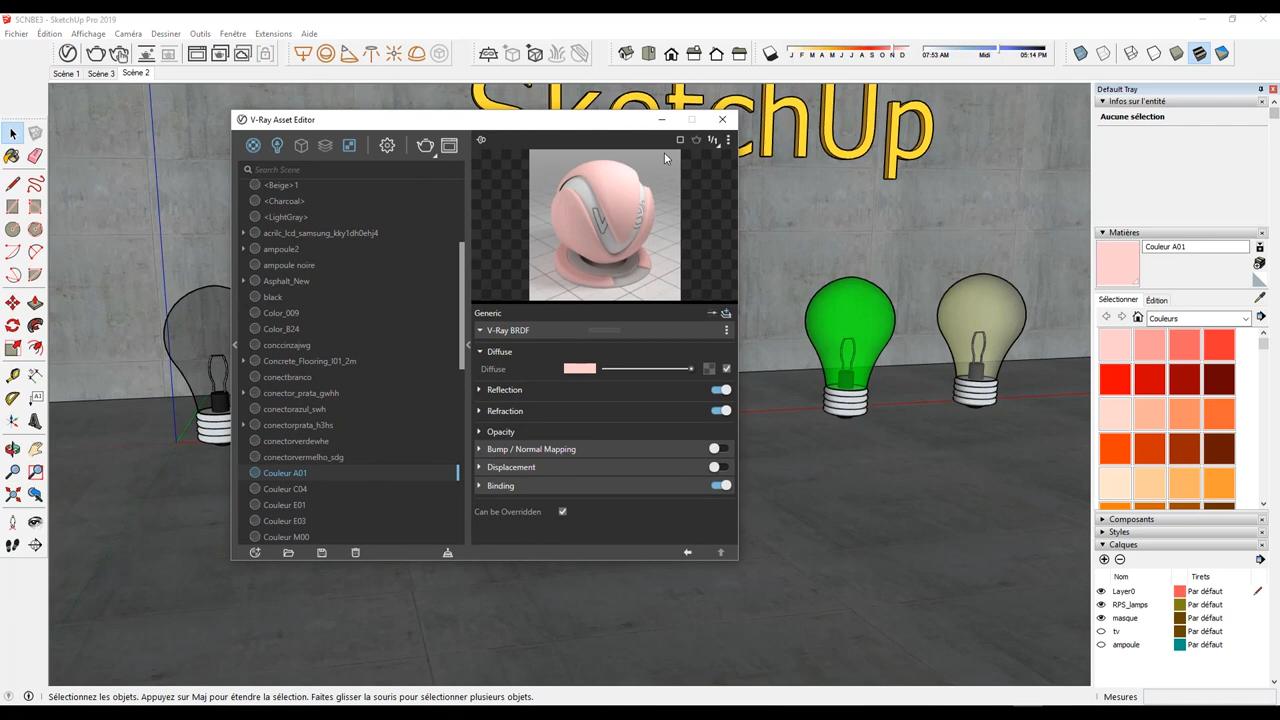 SCNBE3 - SketchUp Pro 2019
Fichier Édition Affichage Caméra Dessiner Outils Fenêtre Extensions Aide
J F M A M J J A S O N D
07:53 AM Midi 05:14 PM
Scène 1 Scène 3 Scène 2
SketchUp
V-Ray Asset Editor
1/1
Search Scene
<Beige>1
<Charcoal>
<LightGray>
acrilc_lcd_samsung_kky1dh0ehj4
ampoule2
ampoule noire
Asphalt_New
black
Color_009
Color_B24
conccinzajwg
Concrete_Flooring_I01_2m
conectbranco
conector_prata_gwhh
conectorazul_swh
conectorprata_h3hs
conectorverdewhe
conectorvermelho_sdg
Couleur A01
Couleur C04
Couleur E01
Couleur E03
Couleur M00
Generic
V-Ray BRDF
Diffuse
Diffuse
Reflection
Refraction
Opacity
Bump / Normal Mapping
Displacement
Binding
Can be Overridden
Default Tray
Infos sur l'entité
Aucune sélection
Matières
Couleur A01
Sélectionner Édition
Couleurs
Composants
Styles
Calques
Nom Tirets
Layer0 Par défaut
RPS_lamps Par défaut
masque Par défaut
tv Par défaut
ampoule Par défaut
Sélectionnez les objets. Appuyez sur Maj pour étendre la sélection. Faites glisser la souris pour sélectionner plusieurs objets.
Mesures